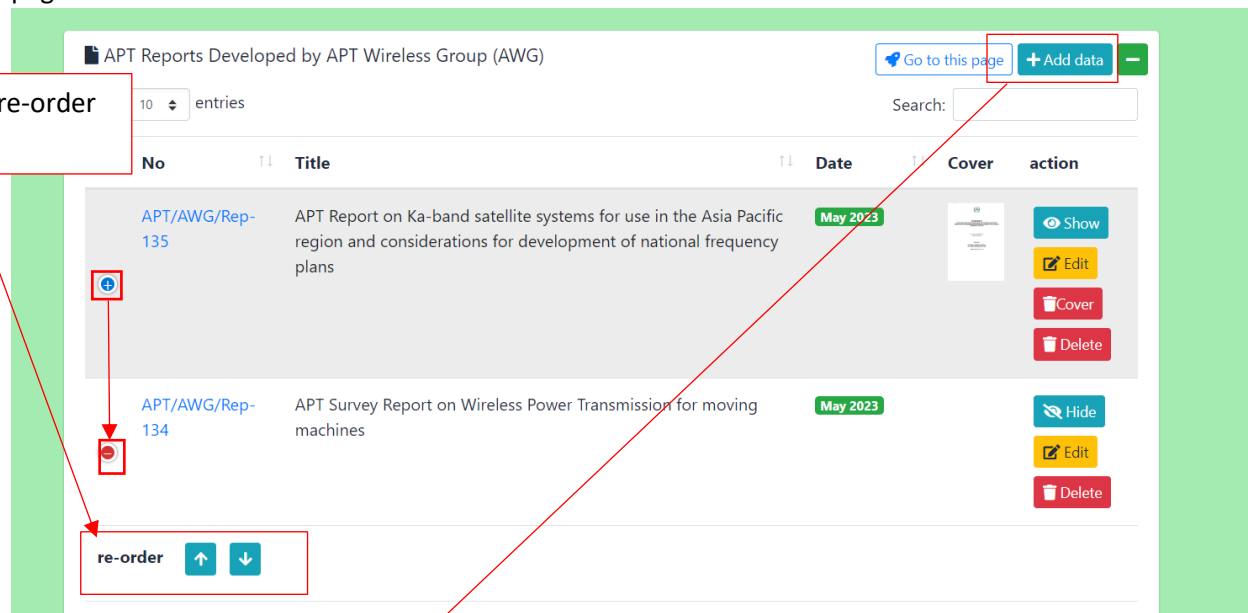 pag
APT Reports Developed by APT Wireless Group (AWG)
Go to this page
+ Add data
re-order
10 entries
Search:
No
Title
Date
Cover
action
APT/AWG/Rep-
135
APT Report on Ka-band satellite systems for use in the Asia Pacific
region and considerations for development of national frequency
plans
May 2023
Show
Edit
Cover
Delete
APT/AWG/Rep-
134
APT Survey Report on Wireless Power Transmission for moving
machines
May 2023
Hide
Edit
Delete
re-order